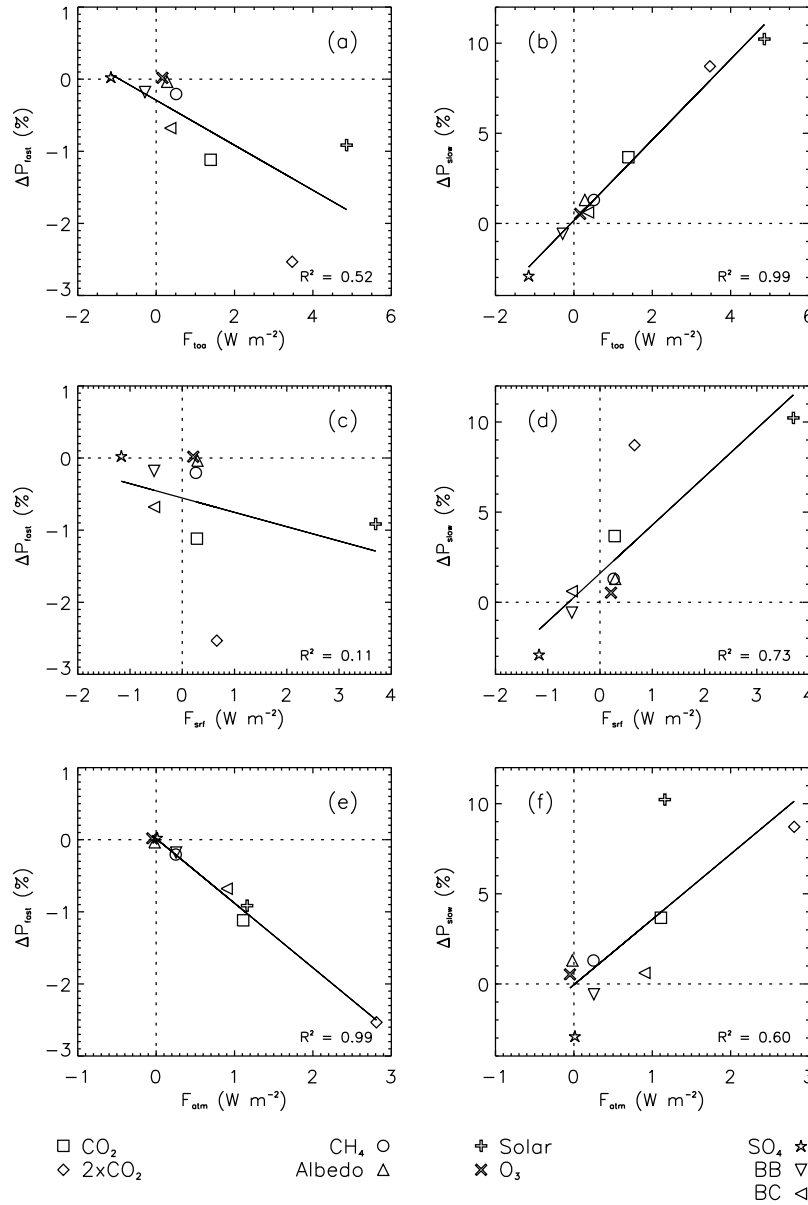 (a)
1
0
−1
−2
−3
ΔP_fast (%)
R² = 0.52
−2 0 2 4 6
F_toa (W m⁻²)
(b)
10
5
0
ΔP_slow (%)
R² = 0.99
−2 0 2 4 6
F_toa (W m⁻²)
(c)
1
0
−1
−2
−3
ΔP_fast (%)
R² = 0.11
−2 −1 0 1 2 3 4
F_srf (W m⁻²)
(d)
10
5
0
ΔP_slow (%)
R² = 0.73
−2 −1 0 1 2 3 4
F_srf (W m⁻²)
(e)
1
0
−1
−2
−3
ΔP_fast (%)
R² = 0.99
−1 0 1 2 3
F_atm (W m⁻²)
(f)
10
5
0
ΔP_slow (%)
R² = 0.60
−1 0 1 2 3
F_atm (W m⁻²)
CO₂ CH₄ Solar SO₄
2xCO₂ Albedo O₃ BB
BC